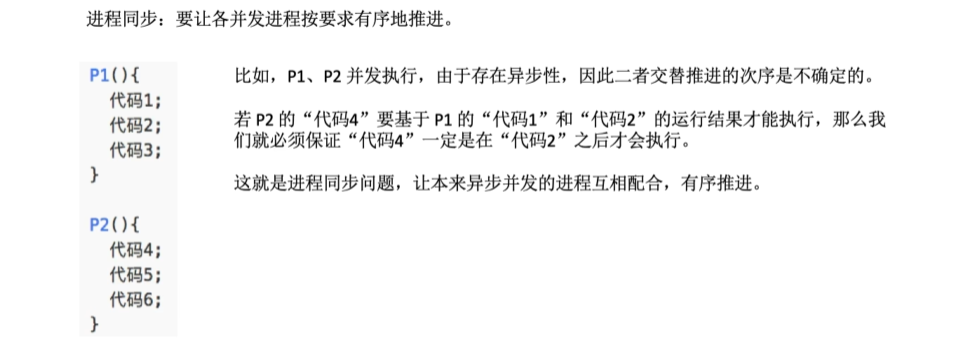 进程同步：要让各并发进程按要求有序地推进。
P1(){
代码1;
代码2;
代码3;
}
P2(){
代码4;
代码5;
代码6;
}
比如，P1、P2 并发执行，由于存在异步性，因此二者交替推进的次序是不确定的。
若 P2 的“代码4”要基于 P1 的“代码1”和“代码2”的运行结果才能执行，那么我
们就必须保证“代码4”一定是在“代码2”之后才会执行。
这就是进程同步问题，让本来异步并发的进程互相配合，有序推进。